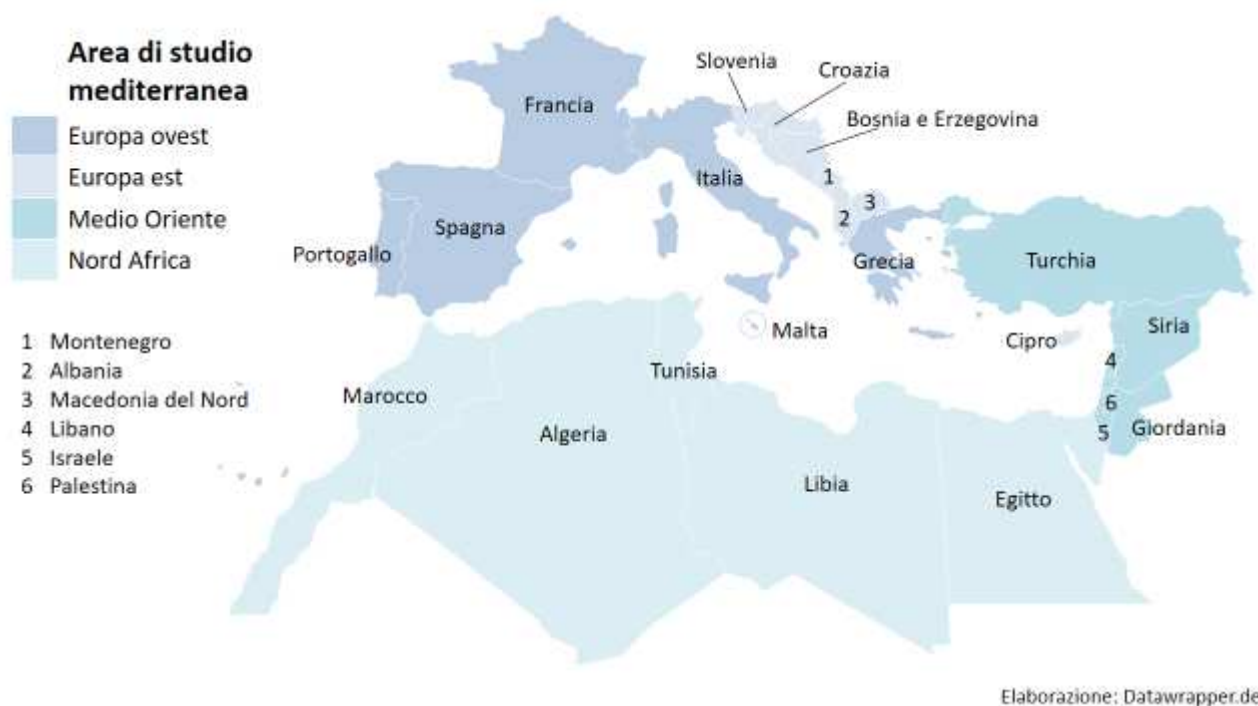 Area di studio
mediterranea
Europa ovest
Europa est
Medio Oriente
Nord Africa
1 Montenegro
2 Albania
3 Macedonia del Nord
4 Libano
5 Israele
6 Palestina
Slovenia
Croazia
Francia
Bosnia e Erzegovina
Italia
1
3
2
Spagna
Portogallo
Grecia
Turchia
Malta
Cipro
Siria
4
Tunisia
Marocco
6
5
Giordania
Algeria
Libia
Egitto
Elaborazione: Datawrapper.de